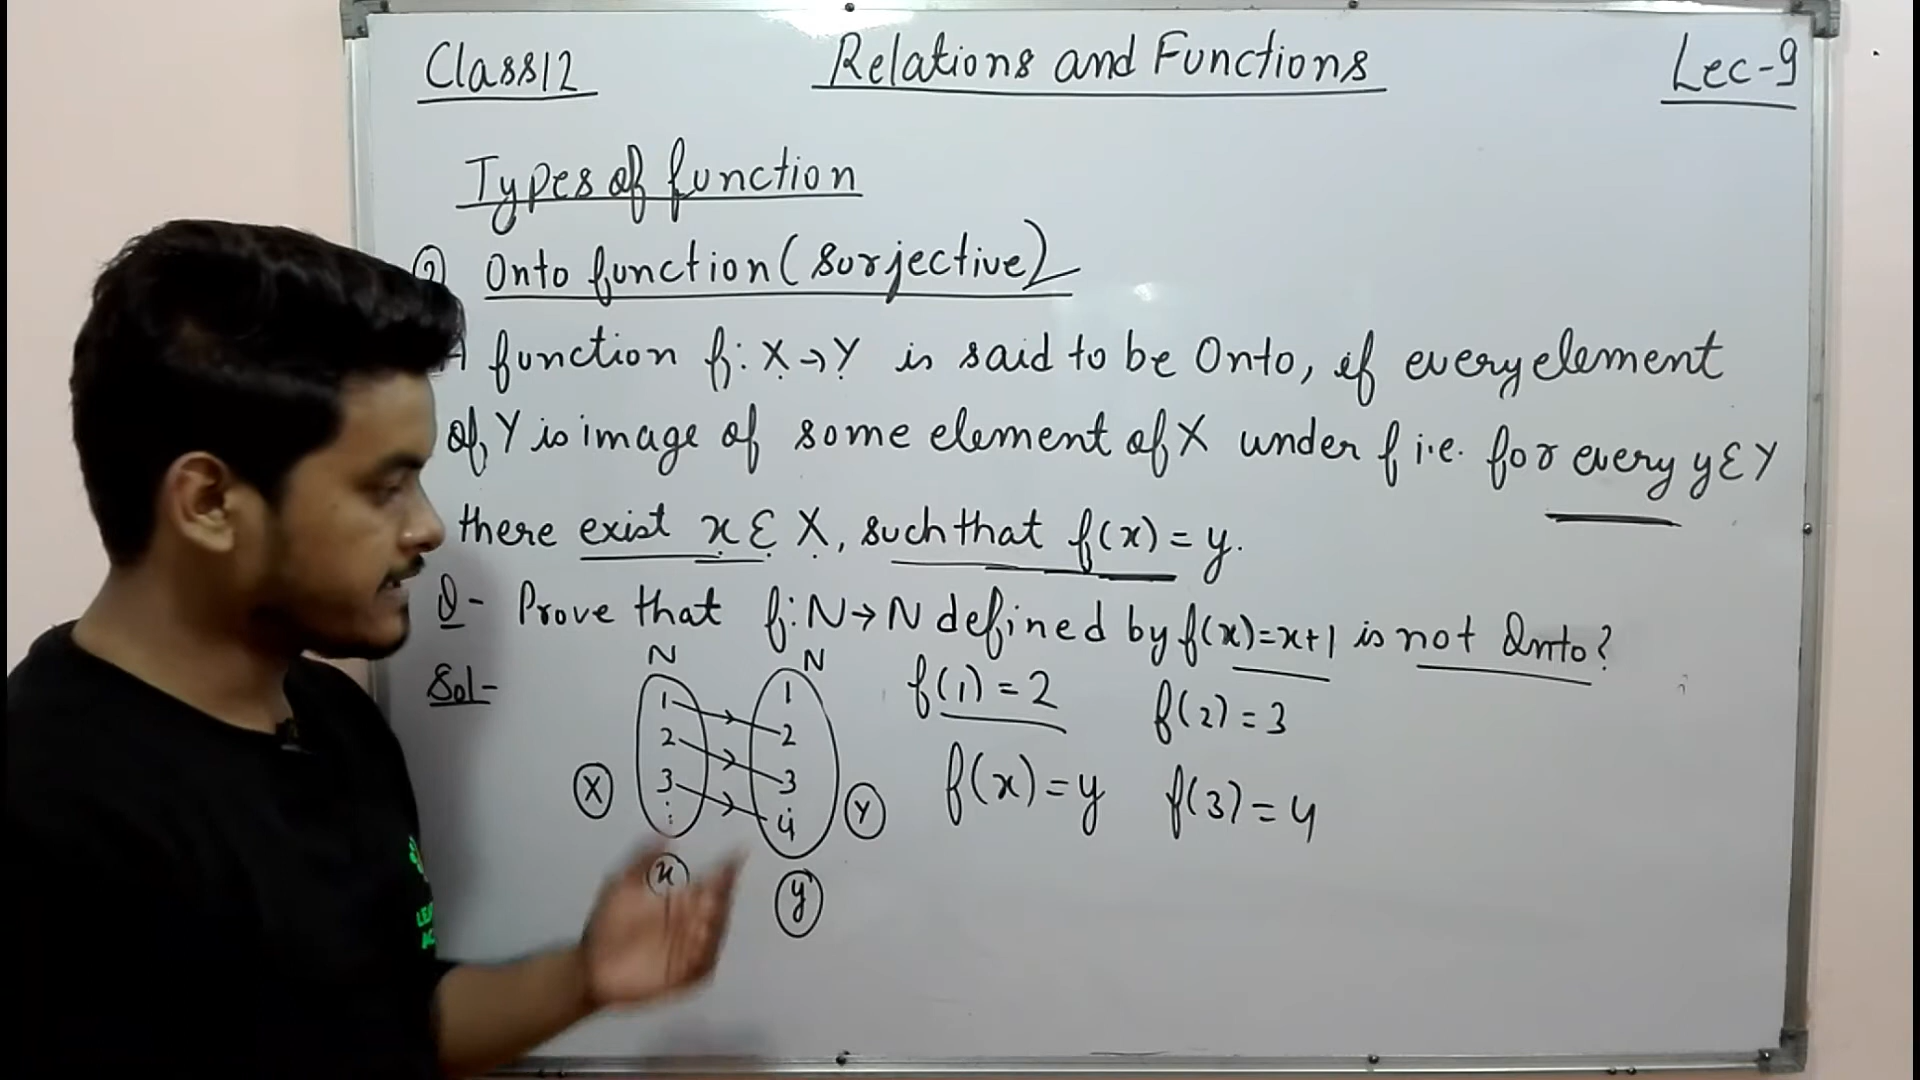 Class12
Relations and Functions
Lec-9
Types of function
② Onto function (surjective)
A function f: X→Y is said to be Onto, if every element
of Y is image of some element of X under f i.e. for every y ∈ Y
there exist x ∈ X, such that f(x) = y.
Q- Prove that f: N→N defined by f(x)=x+1 is not Onto?
Sol-
N N
1 1
2 2
3 3
⋮ 4
X Y
x y
f(1) = 2 f(2) = 3
f(x) = y f(3) = 4